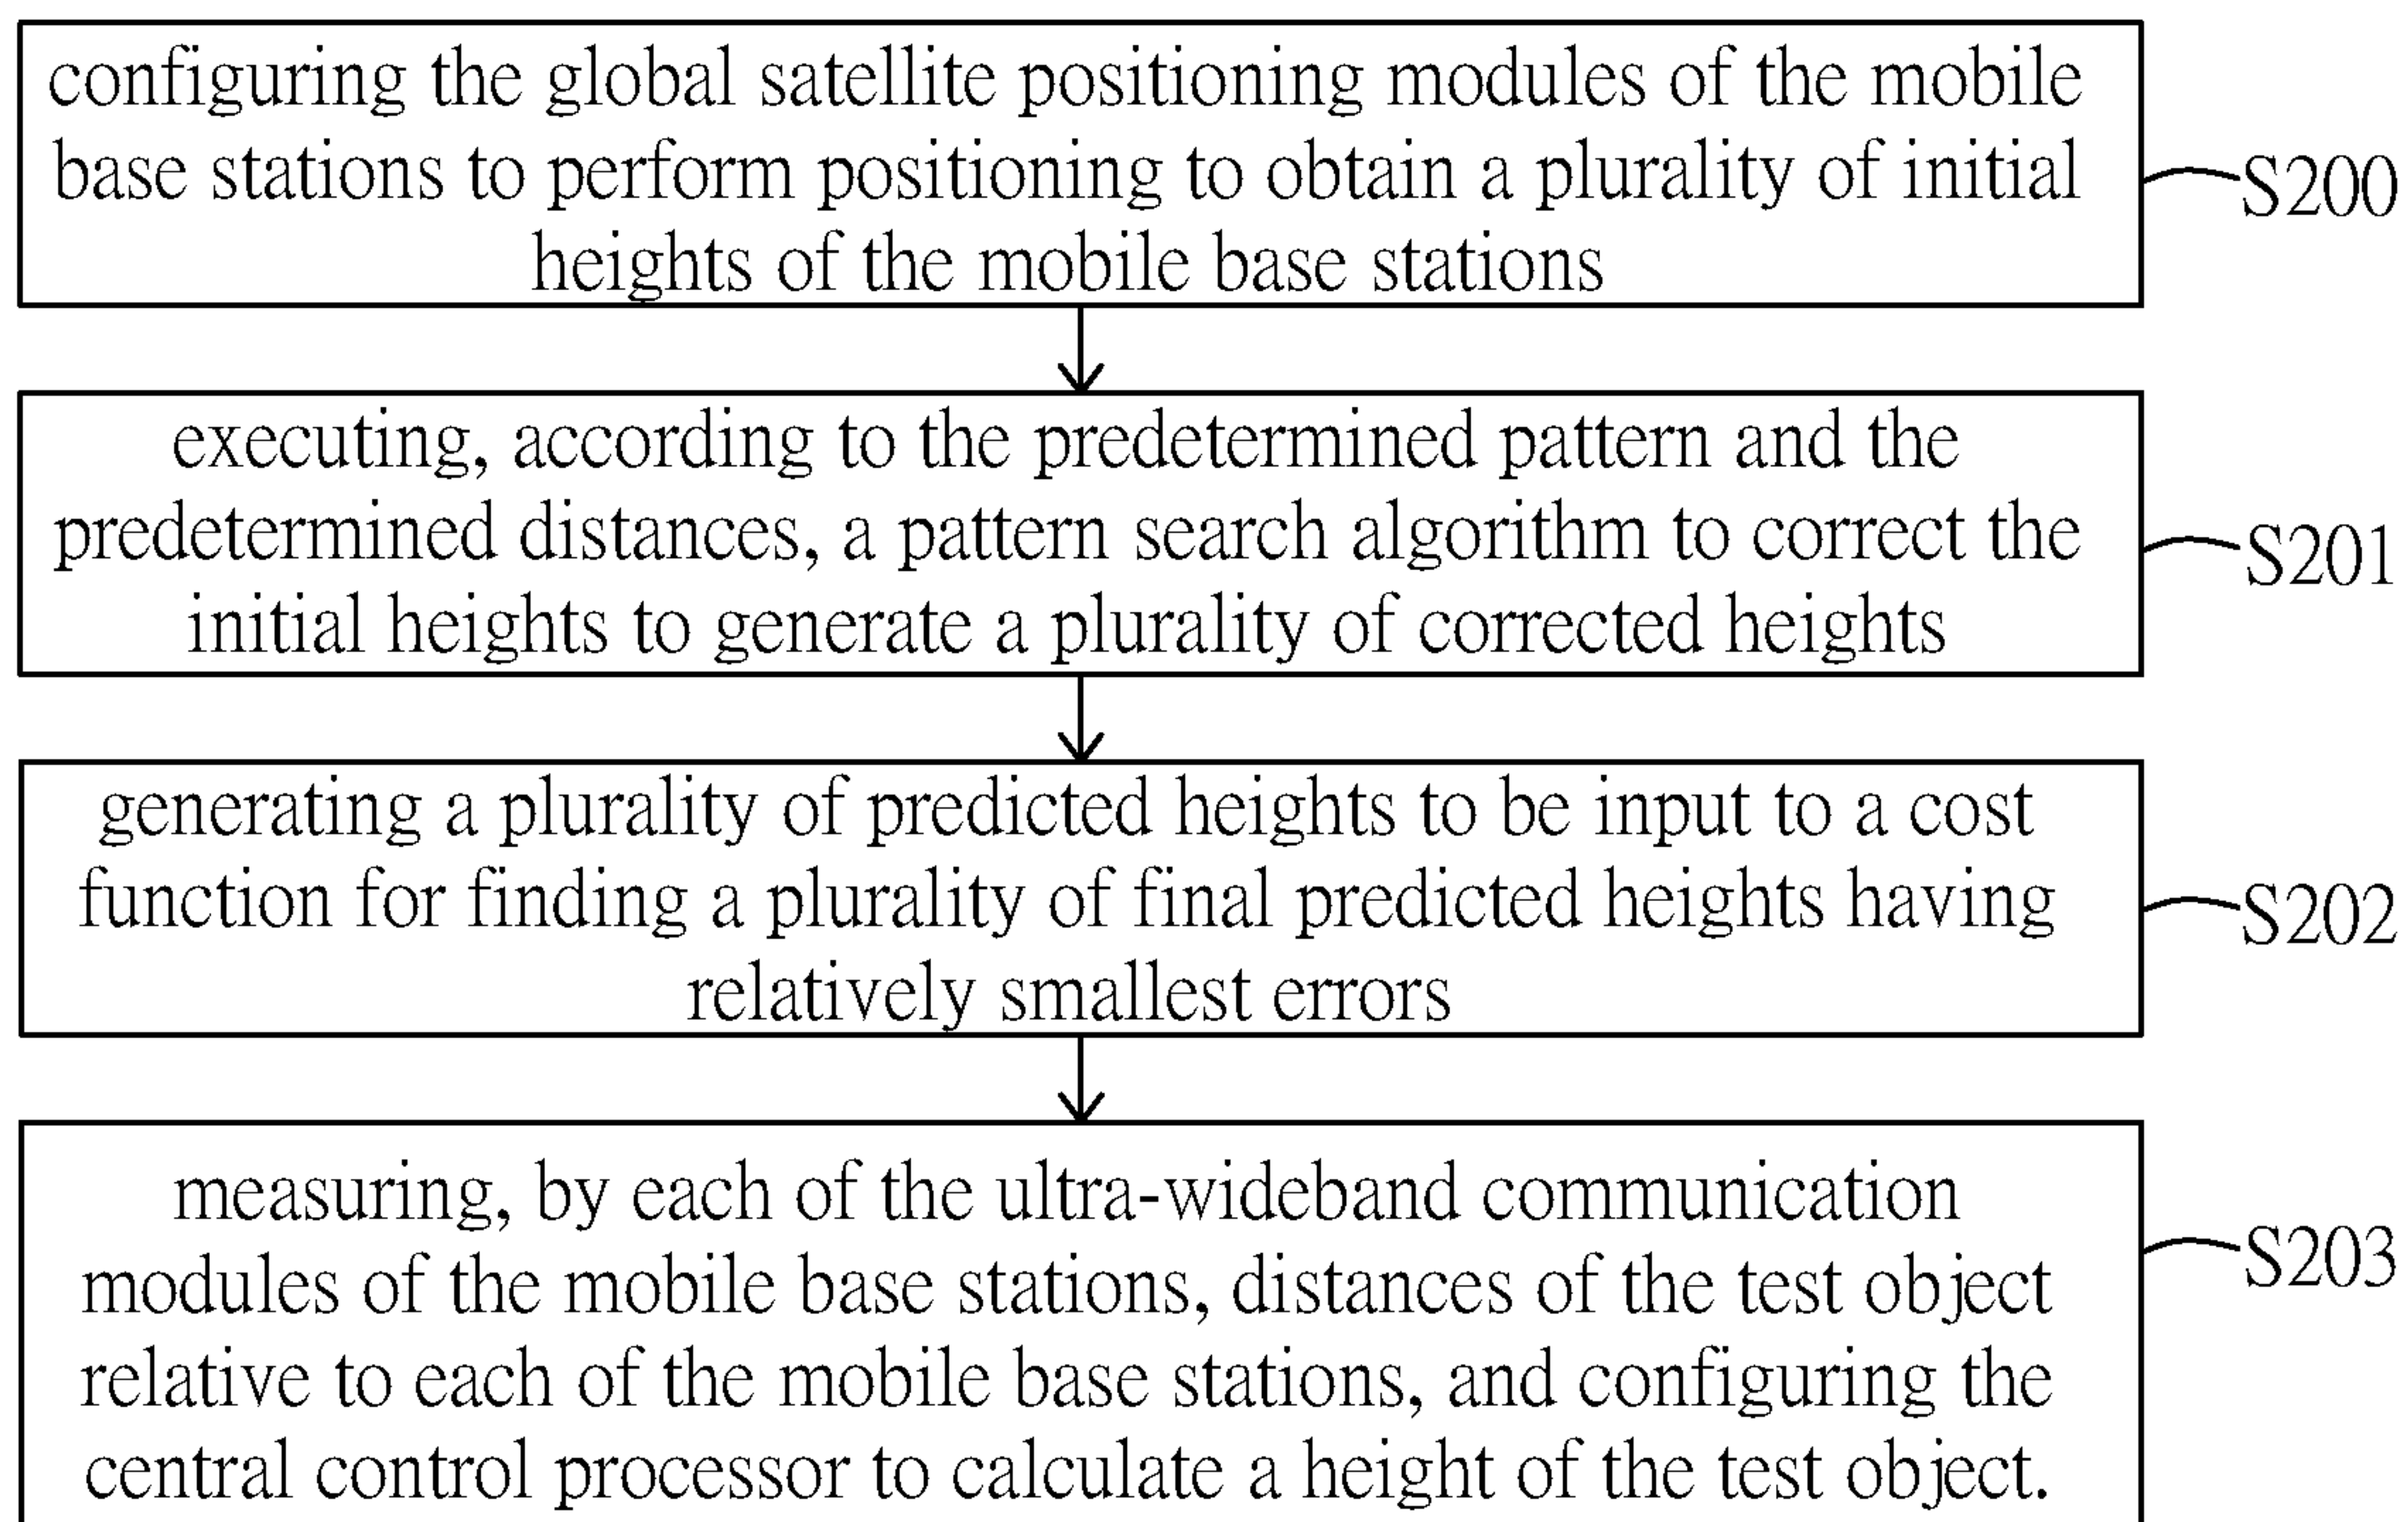 configuring the global satellite positioning modules of the mobile
base stations to perform positioning to obtain a plurality of initial
heights of the mobile base stations
S200
executing, according to the predetermined pattern and the
predetermined distances, a pattern search algorithm to correct the
initial heights to generate a plurality of corrected heights
S201
generating a plurality of predicted heights to be input to a cost
function for finding a plurality of final predicted heights having
relatively smallest errors
S202
measuring, by each of the ultra-wideband communication
modules of the mobile base stations, distances of the test object
relative to each of the mobile base stations, and configuring the
central control processor to calculate a height of the test object.
S203